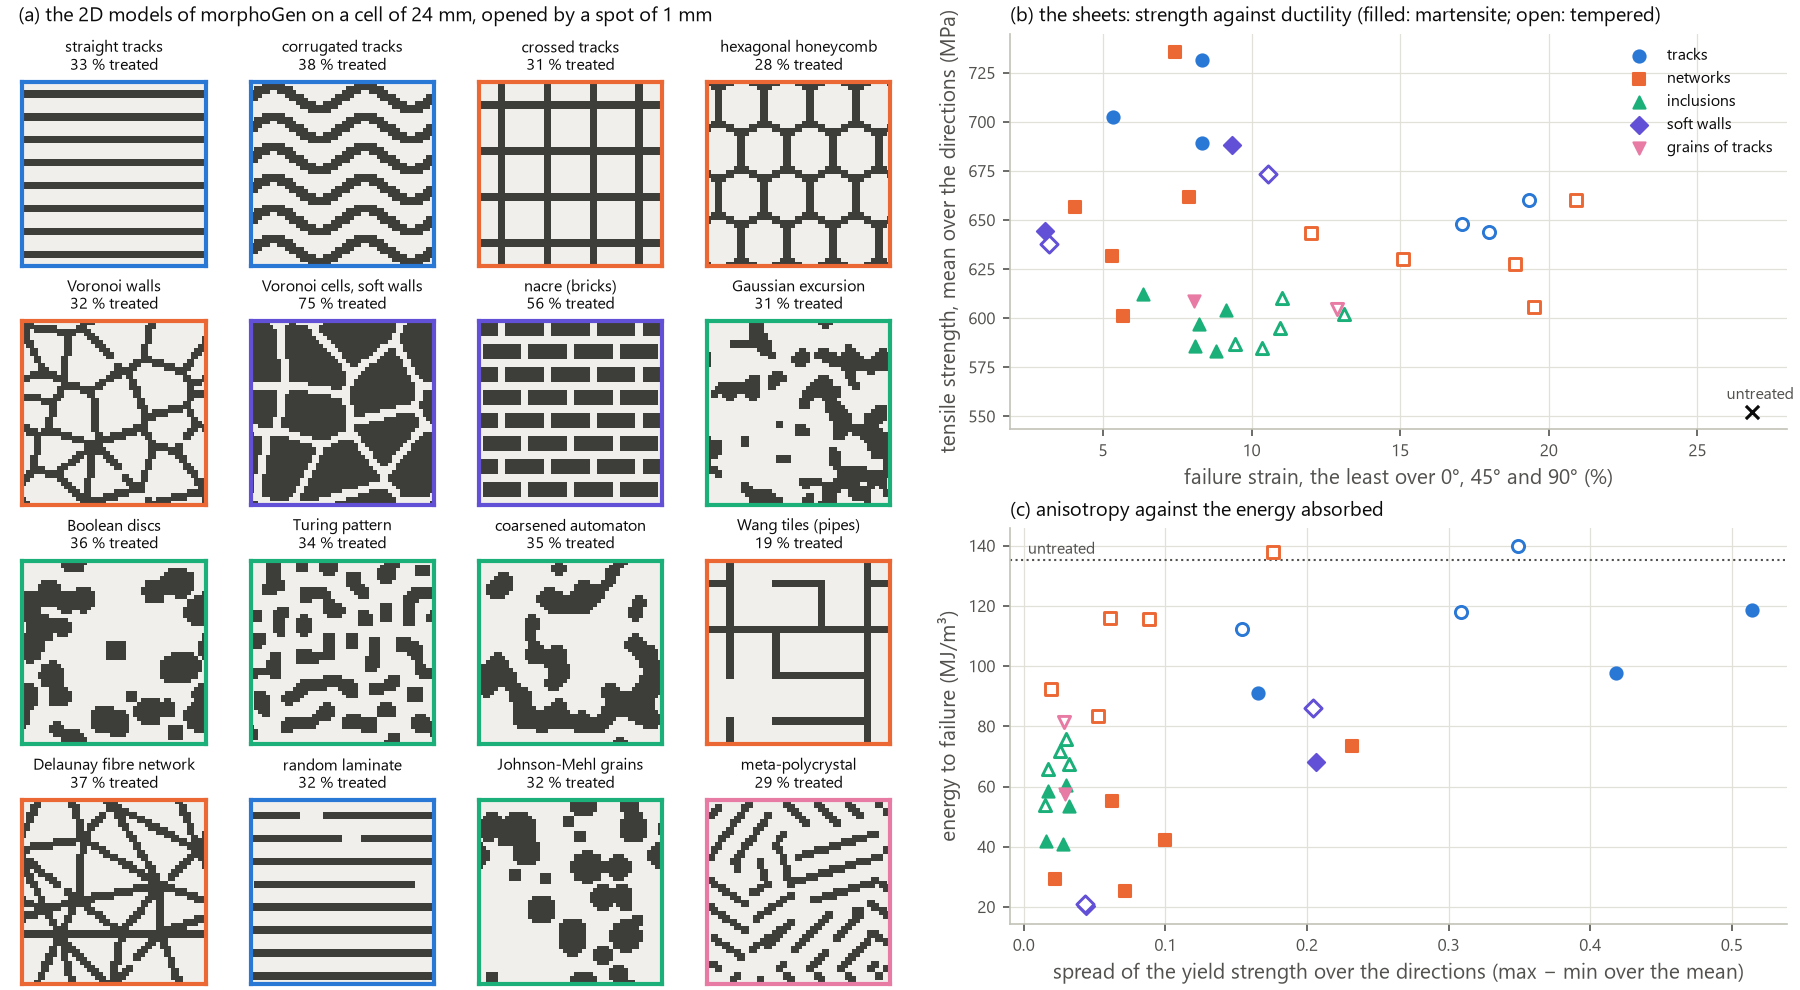 (a) the 2D models of morphoGen on a cell of 24 mm, opened by a spot of 1 mm
straight tracks
33 % treated
corrugated tracks
38 % treated
crossed tracks
31 % treated
hexagonal honeycomb
28 % treated
Voronoi walls
32 % treated
Voronoi cells, soft walls
75 % treated
nacre (bricks)
56 % treated
Gaussian excursion
31 % treated
Boolean discs
36 % treated
Turing pattern
34 % treated
coarsened automaton
35 % treated
Wang tiles (pipes)
19 % treated
Delaunay fibre network
37 % treated
random laminate
32 % treated
Johnson-Mehl grains
32 % treated
meta-polycrystal
29 % treated
(b) the sheets: strength against ductility (filled: martensite; open: tempered)
tensile strength, mean over the directions (MPa)
725
700
675
650
625
600
575
550
tracks
networks
inclusions
soft walls
grains of tracks
untreated
5
10
15
20
25
failure strain, the least over 0°, 45° and 90° (%)
(c) anisotropy against the energy absorbed
energy to failure (MJ/m³)
140
120
100
80
60
40
20
untreated
0.0
0.1
0.2
0.3
0.4
0.5
spread of the yield strength over the directions (max − min over the mean)